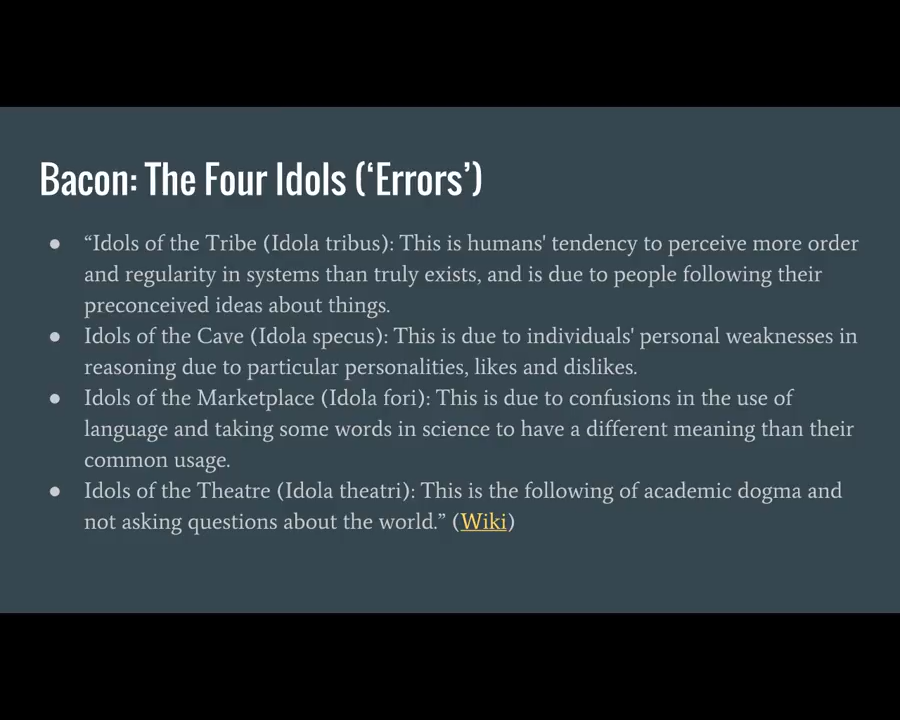 Bacon: The Four Idols (‘Errors’)
● “Idols of the Tribe (Idola tribus): This is humans' tendency to perceive more order
and regularity in systems than truly exists, and is due to people following their
preconceived ideas about things.
● Idols of the Cave (Idola specus): This is due to individuals' personal weaknesses in
reasoning due to particular personalities, likes and dislikes.
● Idols of the Marketplace (Idola fori): This is due to confusions in the use of
language and taking some words in science to have a different meaning than their
common usage.
● Idols of the Theatre (Idola theatri): This is the following of academic dogma and
not asking questions about the world.” (Wiki)